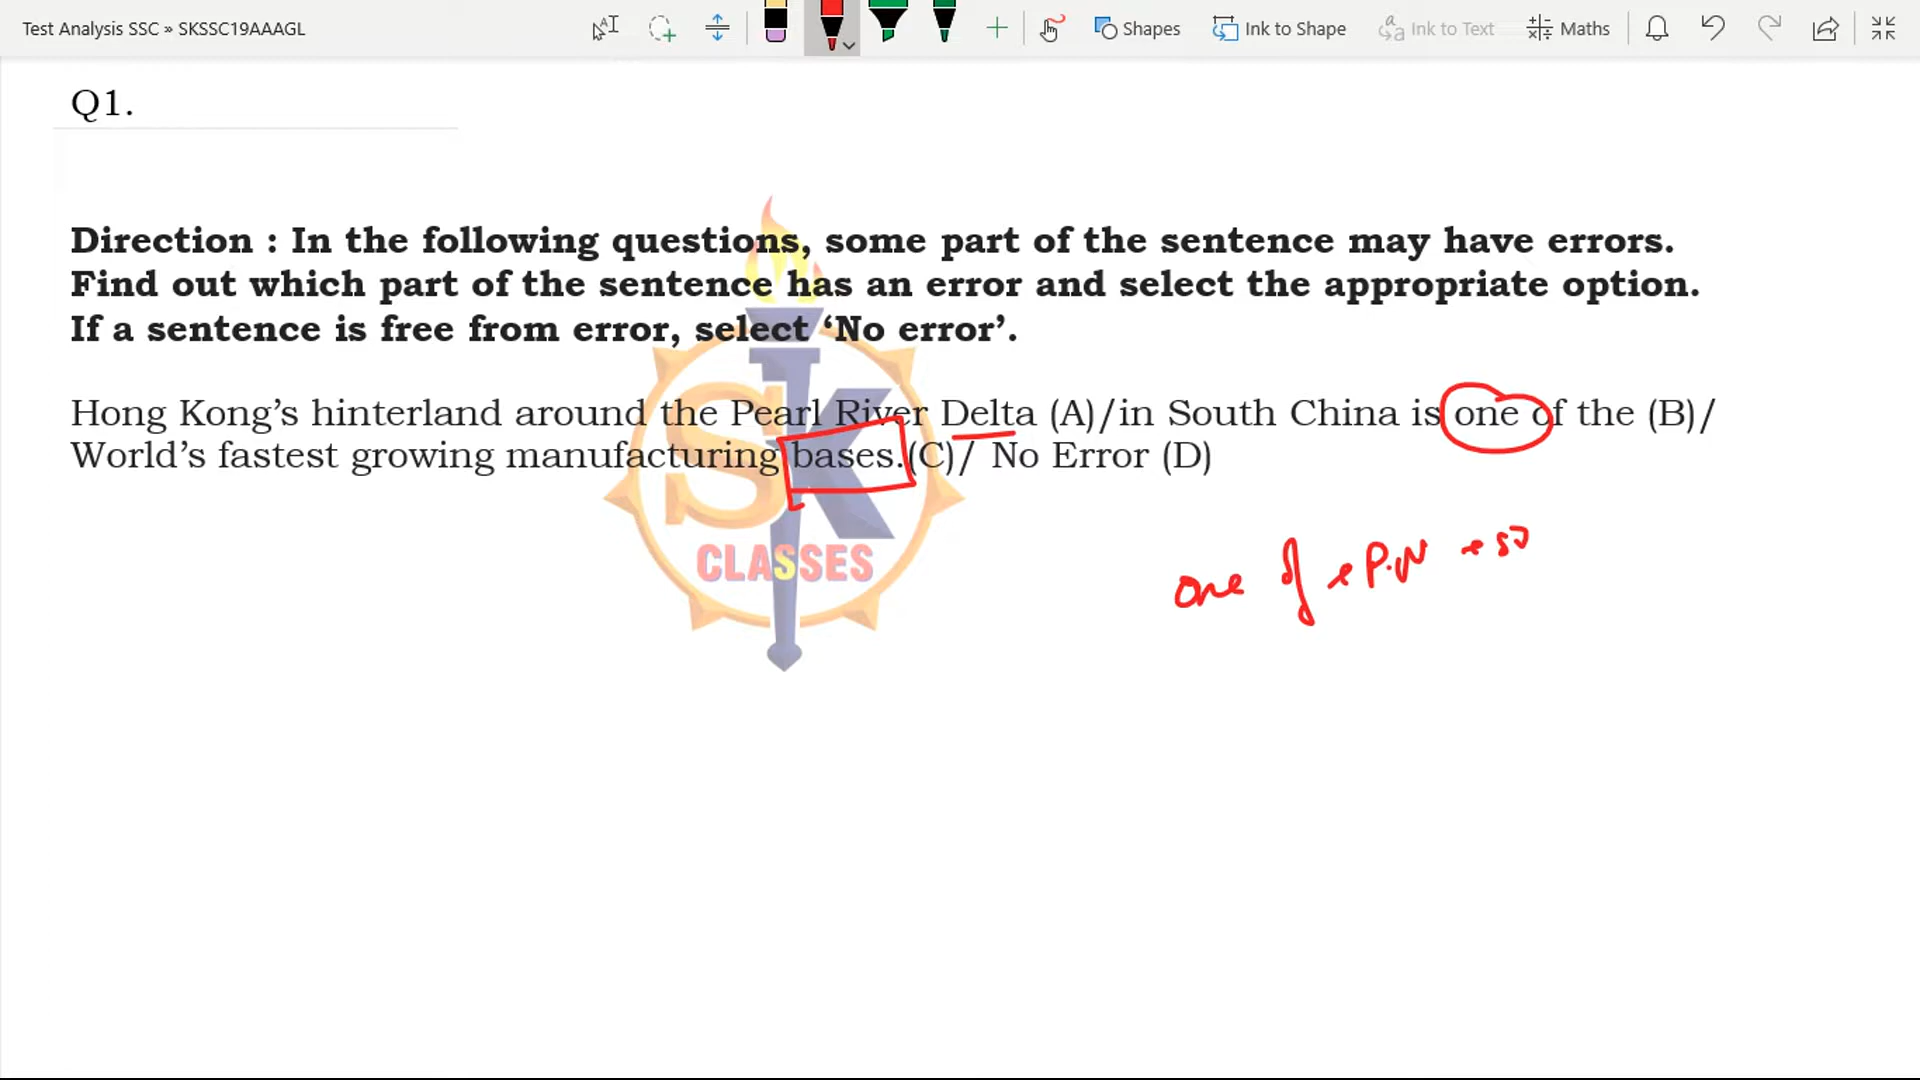 Test Analysis SSC » SKSSC19AAAGL
Shapes
Ink to Shape
Ink to Text
Maths
Q1.
Direction : In the following questions, some part of the sentence may have errors.
Find out which part of the sentence has an error and select the appropriate option.
If a sentence is free from error, select ‘No error’.
Hong Kong’s hinterland around the Pearl River Delta (A)/in South China is one of the (B)/
World’s fastest growing manufacturing bases.(C)/ No Error (D)
SK
CLASSES
one of + P.N + SV